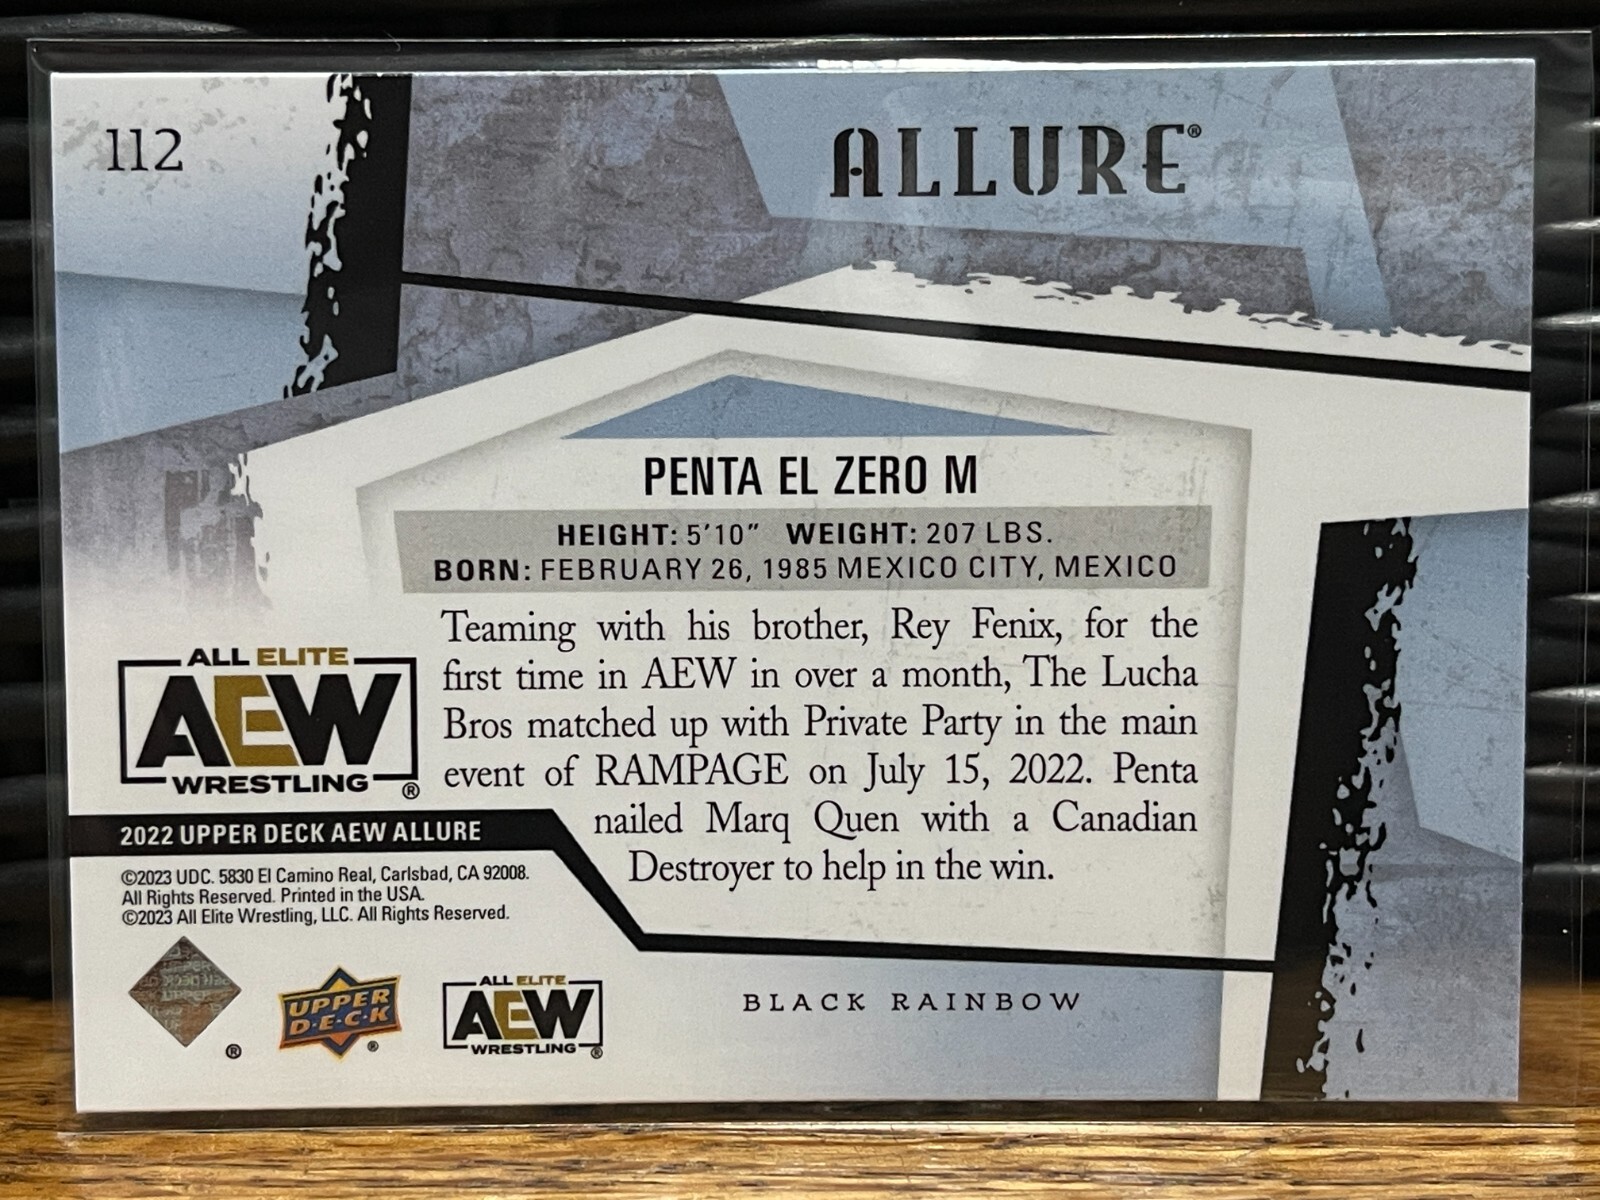 112
ALLURE®
PENTA EL ZERO M
HEIGHT: 5'10" WEIGHT: 207 LBS.
BORN: FEBRUARY 26, 1985 MEXICO CITY, MEXICO
Teaming with his brother, Rey Fenix, for the
first time in AEW in over a month, The Lucha
Bros matched up with Private Party in the main
event of RAMPAGE on July 15, 2022. Penta
nailed Marq Quen with a Canadian
Destroyer to help in the win.
ALL ELITE
AEW
WRESTLING®
2022 UPPER DECK AEW ALLURE
©2023 UDC. 5830 El Camino Real, Carlsbad, CA 92008.
All Rights Reserved. Printed in the USA.
©2023 All Elite Wrestling, LLC. All Rights Reserved.
®
UPPER
D·E·C·K®
ALL ELITE
AEW
WRESTLING®
BLACK RAINBOW